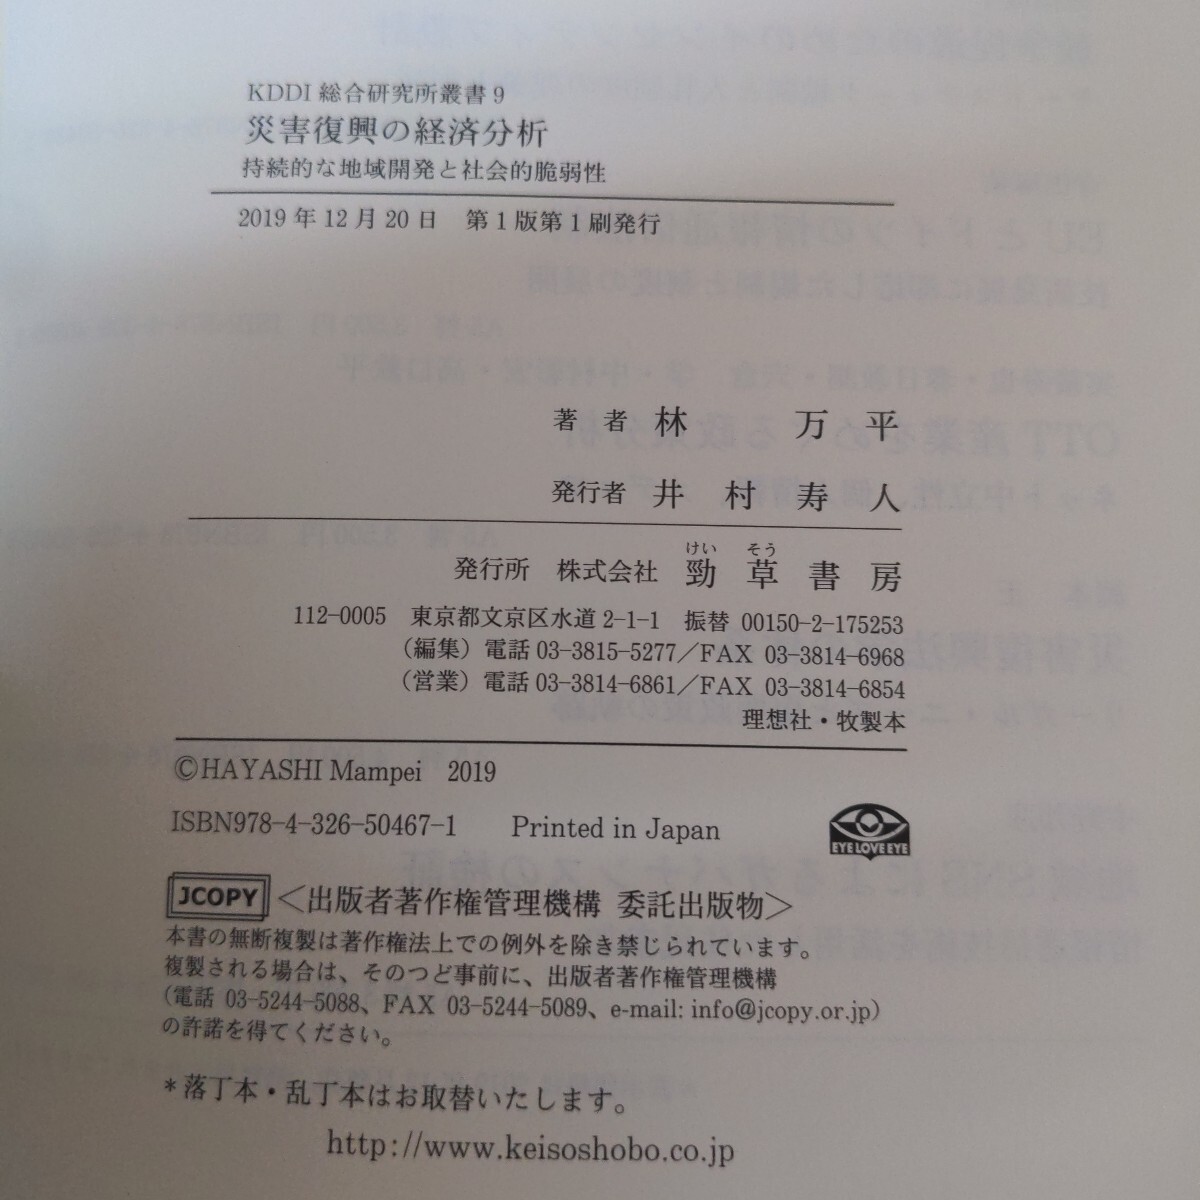 KDDI 総合研究所叢書 9
災害復興の経済分析
持続的な地域開発と社会的脆弱性
2019 年 12 月 20 日　第 1 版第 1 刷発行
著　者　林　　万　平
発行者　井　村　寿　人
けい　そう
発行所　株式会社　勁　草　書　房
112-0005　東京都文京区水道 2-1-1　振替 00150-2-175253
（編集）電話 03-3815-5277／FAX 03-3814-6968
（営業）電話 03-3814-6861／FAX 03-3814-6854
理想社・牧製本
©HAYASHI Mampei　2019
ISBN978-4-326-50467-1　Printed in Japan
EYE LOVE EYE
JCOPY ＜出版者著作権管理機構 委託出版物＞
本書の無断複製は著作権法上での例外を除き禁じられています。
複製される場合は、そのつど事前に、出版者著作権管理機構
（電話 03-5244-5088、FAX 03-5244-5089、e-mail: info@jcopy.or.jp）
の許諾を得てください。
＊落丁本・乱丁本はお取替いたします。
http://www.keisoshobo.co.jp